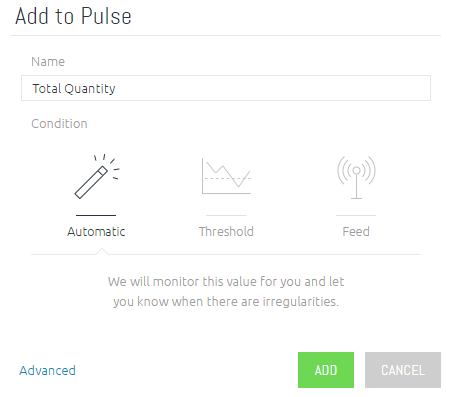 Add to Pulse
Name
Total Quantity
Condition
Automatic
Threshold
Feed
We will monitor this value for you and let
you know when there are irregularities.
Advanced
ADD
CANCEL